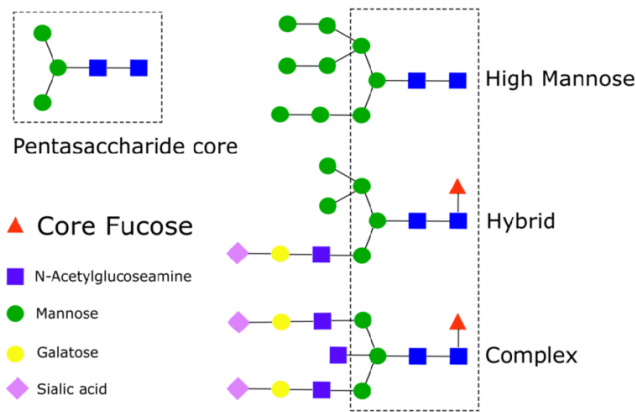 Pentasaccharide core
Core Fucose
N-Acetylglucoseamine
Mannose
Galatose
Sialic acid
High Mannose
Hybrid
Complex